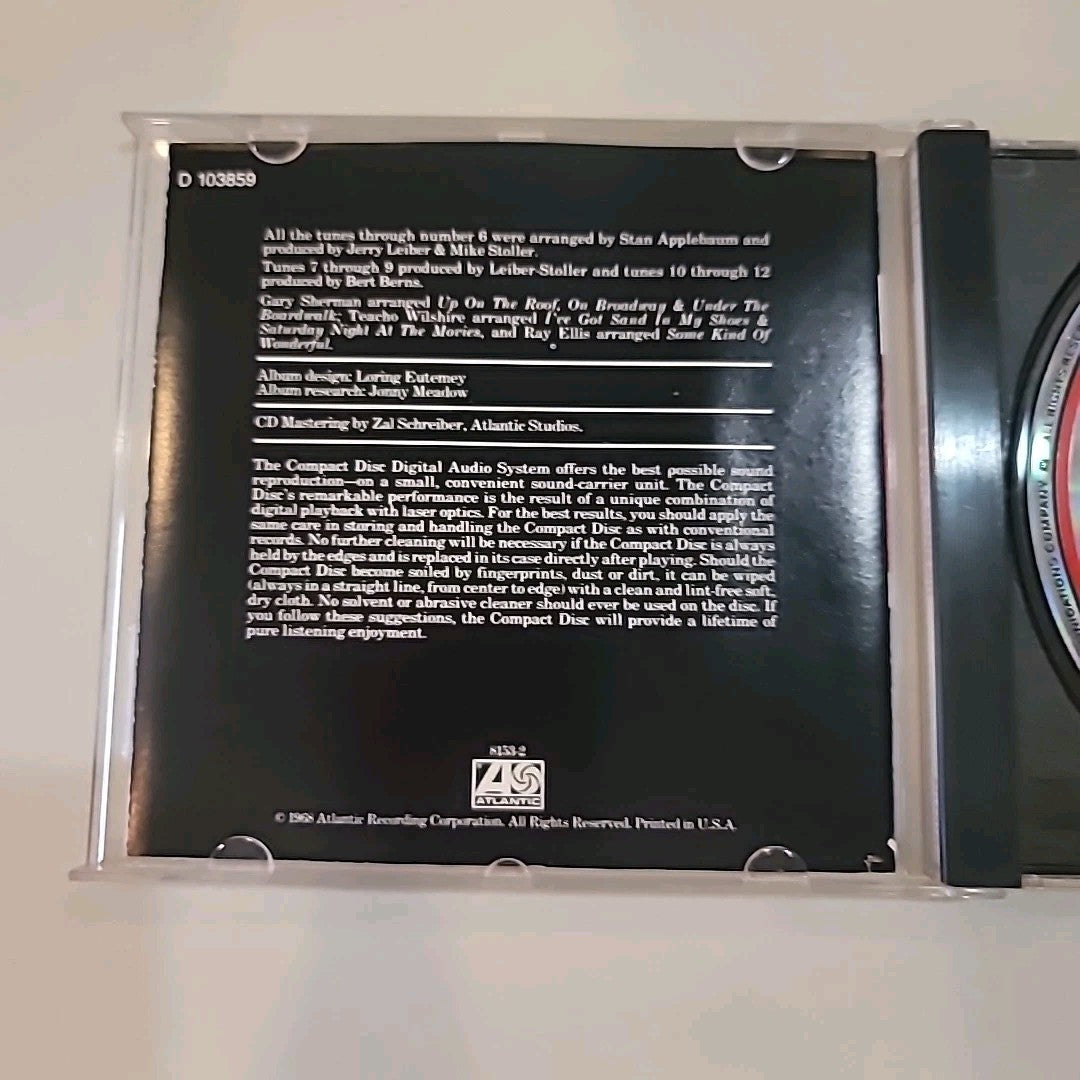 D 103859
All the tunes through number 6 were arranged by Stan Applebaum and
produced by Jerry Leiber & Mike Stoller.
Tunes 7 through 9 produced by Leiber-Stoller and tunes 10 through 12
produced by Bert Berns.
Gary Sherman arranged Up On The Roof, On Broadway & Under The
Boardwalk; Teacho Wilshire arranged I've Got Sand In My Shoes &
Saturday Night At The Movies, and Ray Ellis arranged Some Kind Of
Wonderful.
Album design: Loring Eutemey
Album research: Jonny Meadow
CD Mastering by Zal Schreiber, Atlantic Studios.
The Compact Disc Digital Audio System offers the best possible sound
reproduction—on a small, convenient sound-carrier unit. The Compact
Disc's remarkable performance is the result of a unique combination of
digital playback with laser optics. For the best results, you should apply the
same care in storing and handling the Compact Disc as with conventional
records. No further cleaning will be necessary if the Compact Disc is always
held by the edges and is replaced in its case directly after playing. Should the
Compact Disc become soiled by fingerprints, dust or dirt, it can be wiped
(always in a straight line, from center to edge) with a clean and lint-free soft,
dry cloth. No solvent or abrasive cleaner should ever be used on the disc. If
you follow these suggestions, the Compact Disc will provide a lifetime of
pure listening enjoyment.
8153-2
ATLANTIC
© 1968 Atlantic Recording Corporation. All Rights Reserved. Printed in U.S.A.
COMPANY ℗ ALL RIGHTS